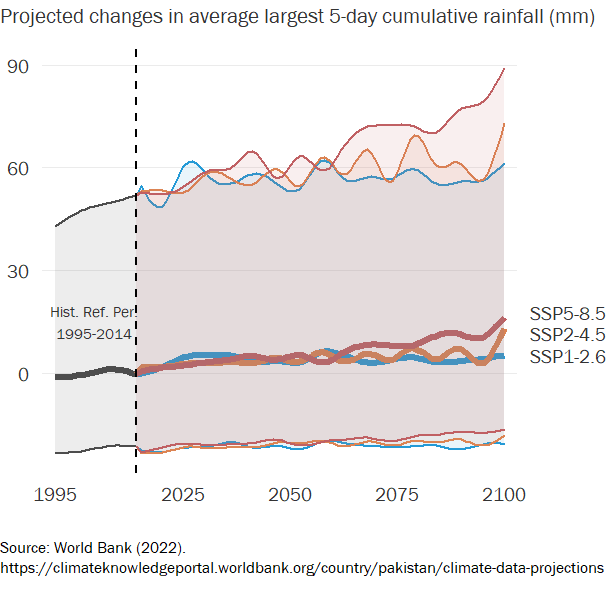 Projected changes in average largest 5-day cumulative rainfall (mm)
90
60
30
Hist. Ref. Per
1995-2014
SSP5-8.5
SSP2-4.5
SSP1-2.6
0
1995 2025 2050 2075 2100
Source: World Bank (2022).
https://climateknowledgeportal.worldbank.org/country/pakistan/climate-data-projections